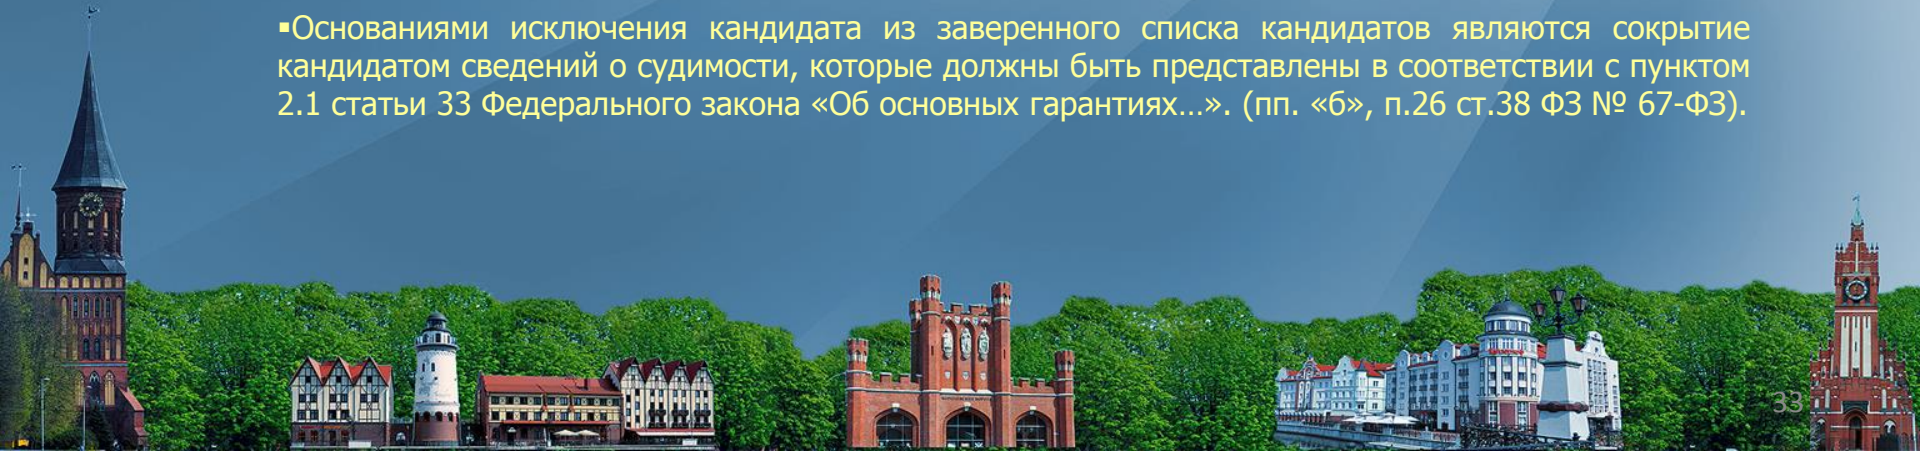 ▪Основаниями исключения кандидата из заверенного списка кандидатов являются сокрытие
кандидатом сведений о судимости, которые должны быть представлены в соответствии с пунктом
2.1 статьи 33 Федерального закона «Об основных гарантиях…». (пп. «б», п.26 ст.38 ФЗ № 67-ФЗ).
33